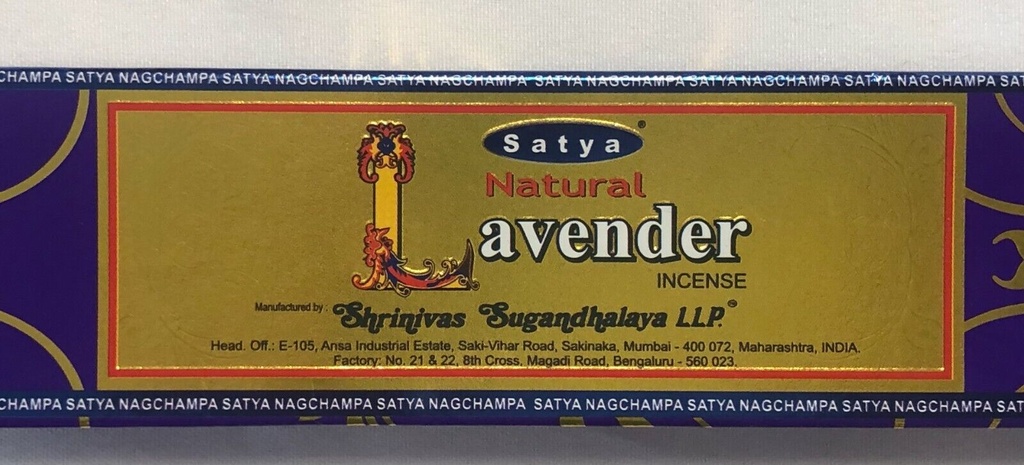 CHAMPA SATYA NAGCHAMPA SATYA NAGCHAMPA SATYA NAGCHAMPA SATYA NAGCHAMPA SATYA NAGCHAMPA SATYA NAGCHAMPA SAT
Satya®
Natural
Lavender
INCENSE
Manufactured by : Shrinivas Sugandhalaya LLP.
Head. Off.: E-105, Ansa Industrial Estate, Saki-Vihar Road, Sakinaka, Mumbai - 400 072, Maharashtra, INDIA.
Factory: No. 21 & 22, 8th Cross, Magadi Road, Bengaluru - 560 023.
CHAMPA SATYA NAGCHAMPA SATYA NAGCHAMPA SATYA NAGCHAMPA SATYA NAGCHAMPA SATYA NAGCHAMPA SATYA NAGCHAMPA SAT